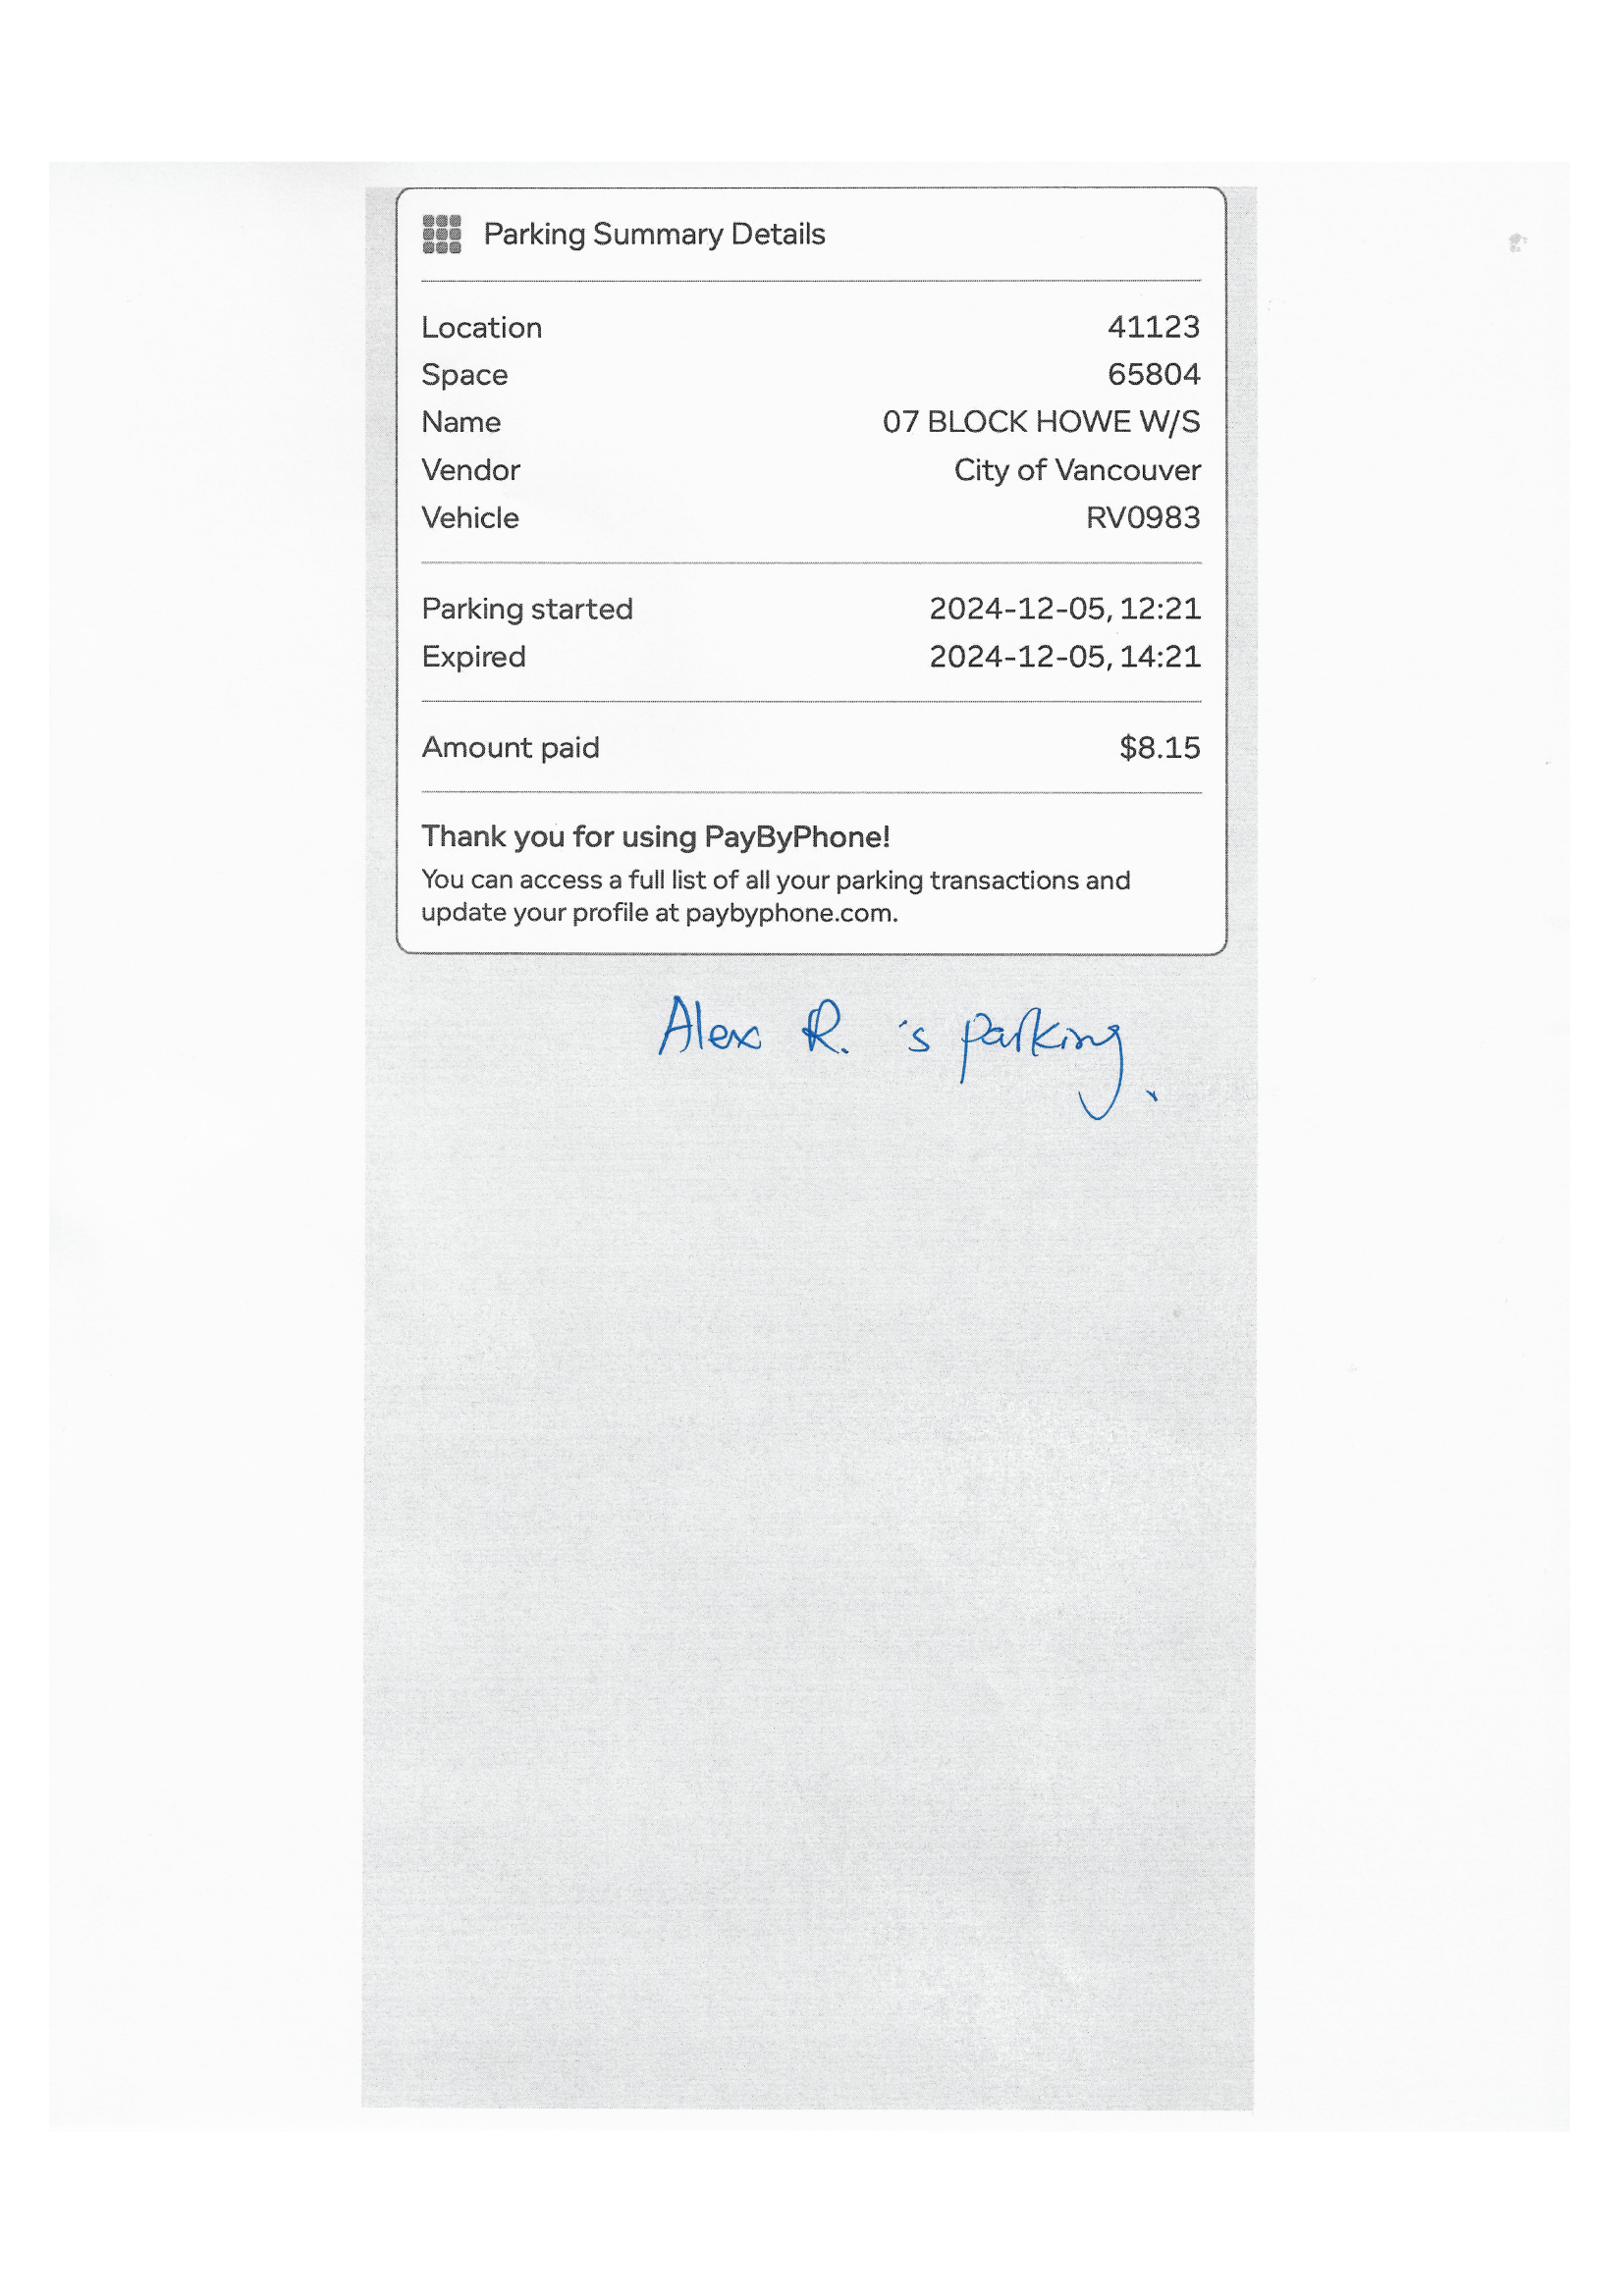 Parking Summary Details
Location 41123
Space 65804
Name 07 BLOCK HOWE W/S
Vendor City of Vancouver
Vehicle RV0983
Parking started 2024-12-05, 12:21
Expired 2024-12-05, 14:21
Amount paid $8.15
Thank you for using PayByPhone!
You can access a full list of all your parking transactions and
update your profile at paybyphone.com.
Alex R. 's parking.